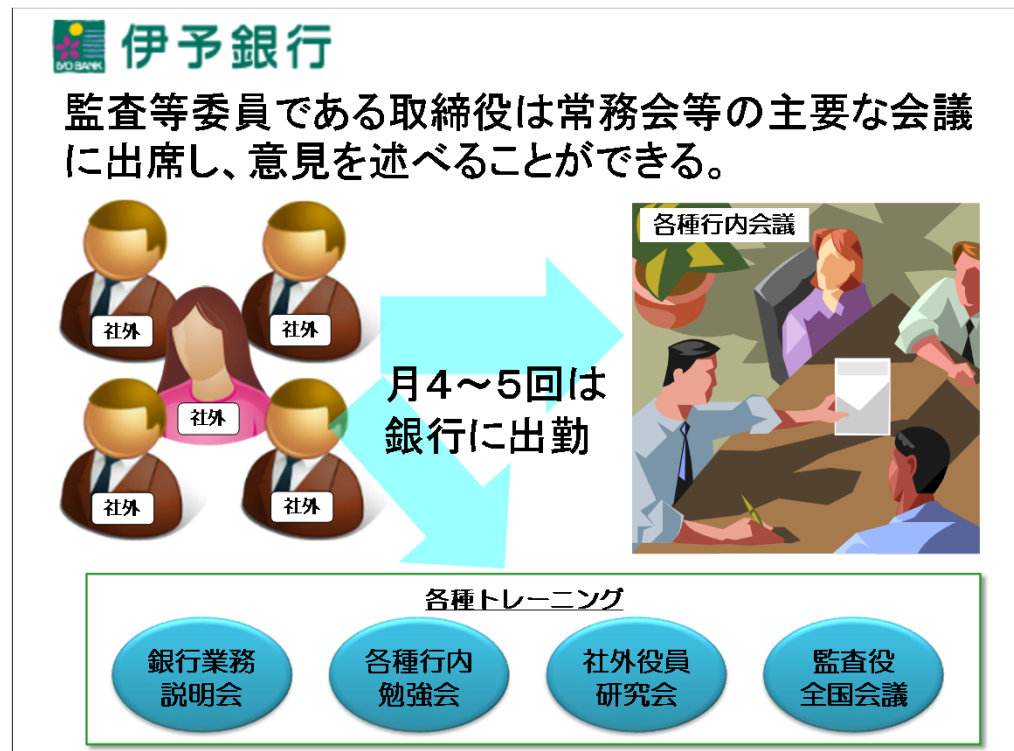 IYO BANK
伊予銀行
監査等委員である取締役は常務会等の主要な会議
に出席し、意見を述べることができる。
各種行内会議
社外
社外
社外
社外
社外
月4~5回は
銀行に出勤
各種トレーニング
銀行業務
説明会
各種行内
勉強会
社外役員
研究会
監査役
全国会議